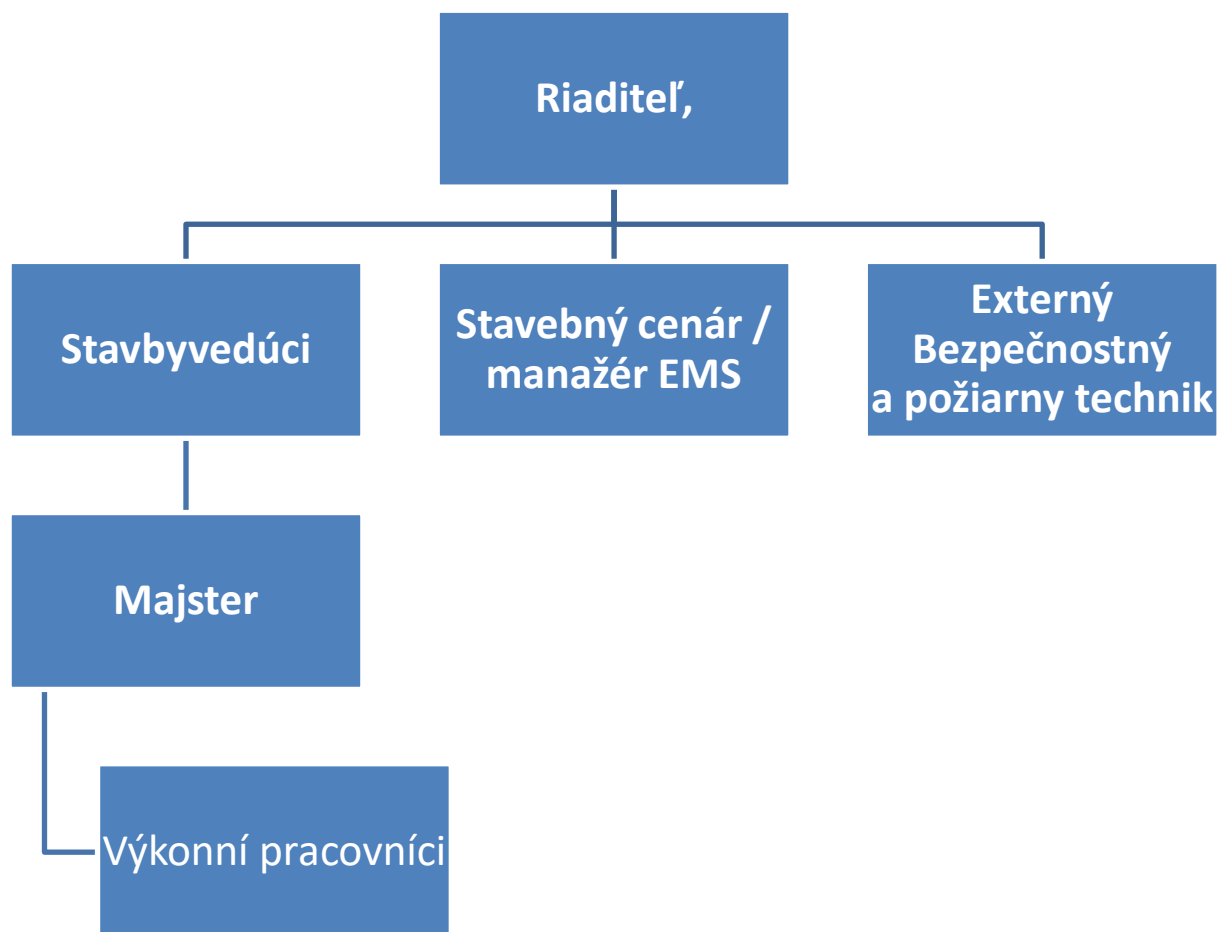 Riaditeľ,
Stavbyvedúci
Stavebný cenár /
manažér EMS
Externý
Bezpečnostný
a požiarny technik
Majster
Výkonní pracovníci